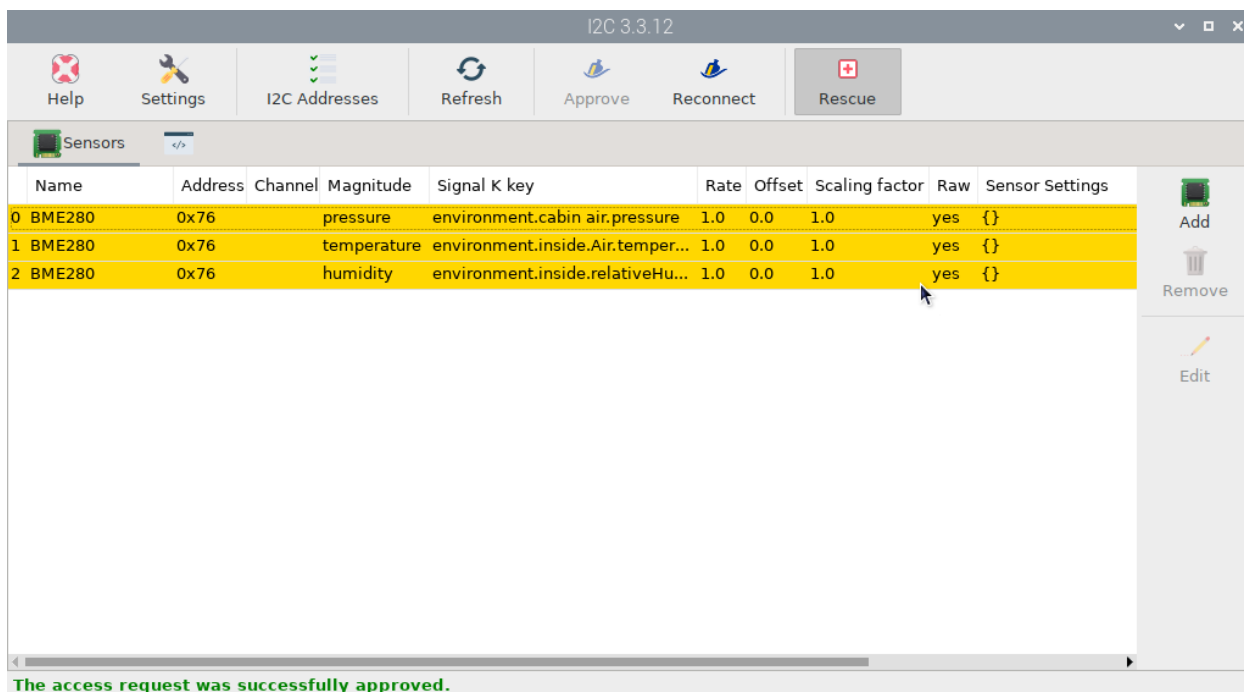 I2C 3.3.12
Help Settings I2C Addresses Refresh Approve Reconnect Rescue
Sensors </>
Name Address Channel Magnitude Signal K key Rate Offset Scaling factor Raw Sensor Settings
0 BME280 0x76 pressure environment.cabin air.pressure 1.0 0.0 1.0 yes {}
1 BME280 0x76 temperature environment.inside.Air.temper... 1.0 0.0 1.0 yes {}
2 BME280 0x76 humidity environment.inside.relativeHu... 1.0 0.0 1.0 yes {}
Add
Remove
Edit
The access request was successfully approved.